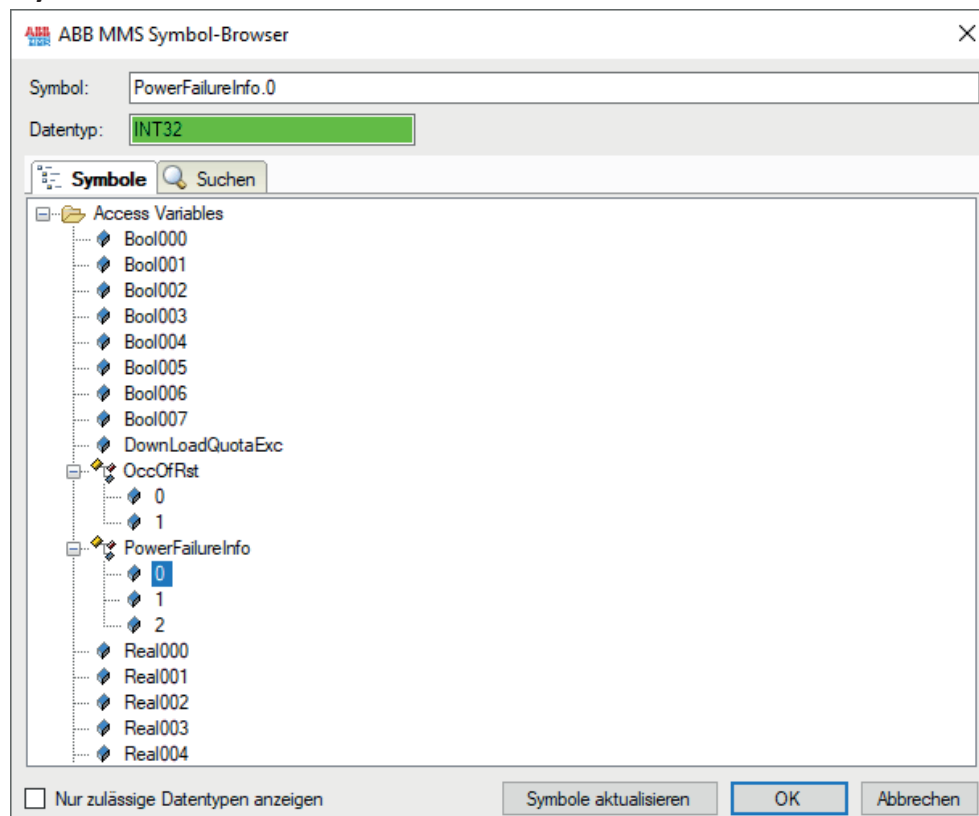 ABB MMS Symbol-Browser
Symbol: PowerFailureInfo.0
Datentyp: INT32
Symbole Suchen
Access Variables
Bool000
Bool001
Bool002
Bool003
Bool004
Bool005
Bool006
Bool007
DownLoadQuotaExc
OccOfRst
0
1
PowerFailureInfo
0
1
2
Real000
Real001
Real002
Real003
Real004
Nur zulässige Datentypen anzeigen Symbole aktualisieren OK Abbrechen